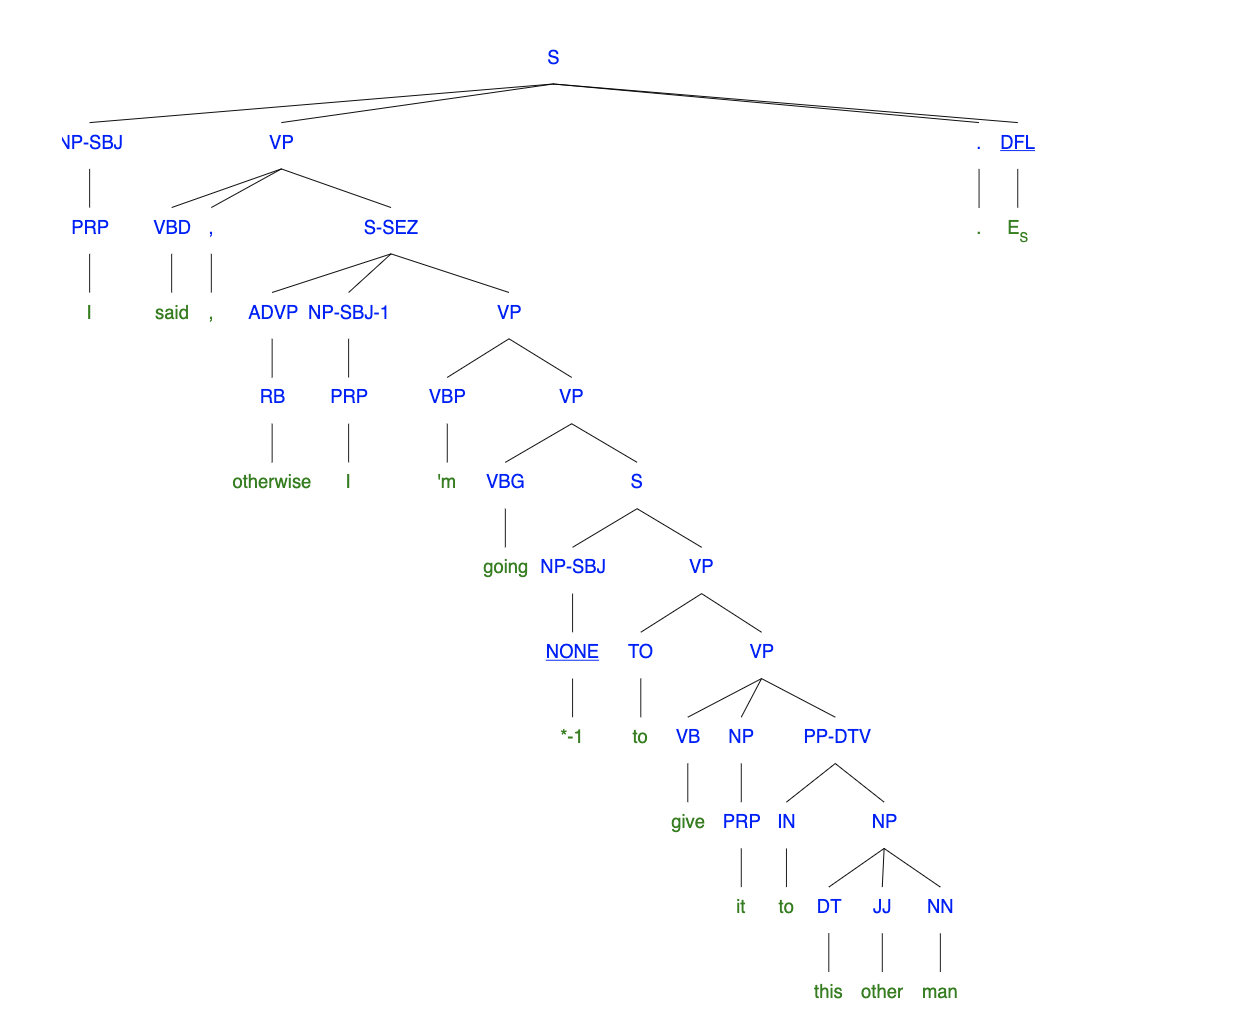 S
NP-SBJ VP . DFL
PRP VBD , S-SEZ . E_S
I said , ADVP NP-SBJ-1 VP
RB PRP VBP VP
otherwise I 'm VBG S
going NP-SBJ VP
NONE TO VP
*-1 to VB NP PP-DTV
give PRP IN NP
it to DT JJ NN
this other man